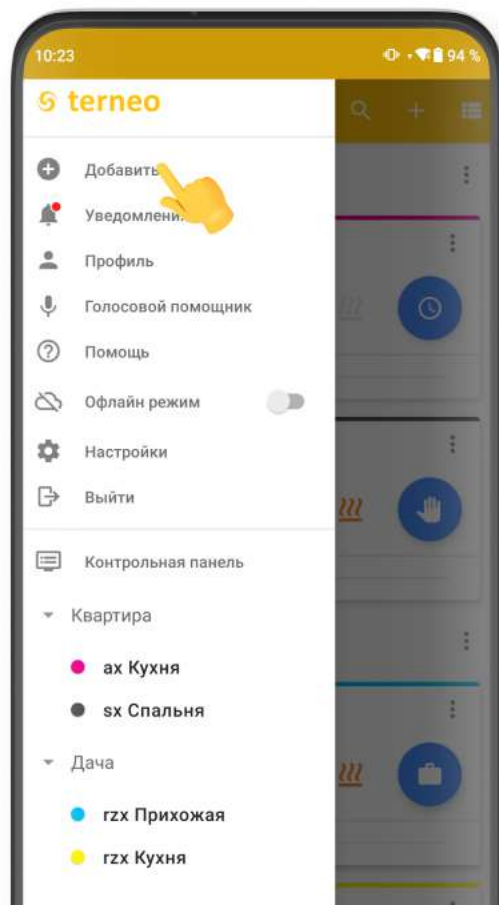 10:23
94 %
terneo
Добавить
Уведомления
Профиль
Голосовой помощник
Помощь
Офлайн режим
Настройки
Выйти
Контрольная панель
Квартира
ax Кухня
sx Спальня
Дача
rzx Прихожая
rzx Кухня